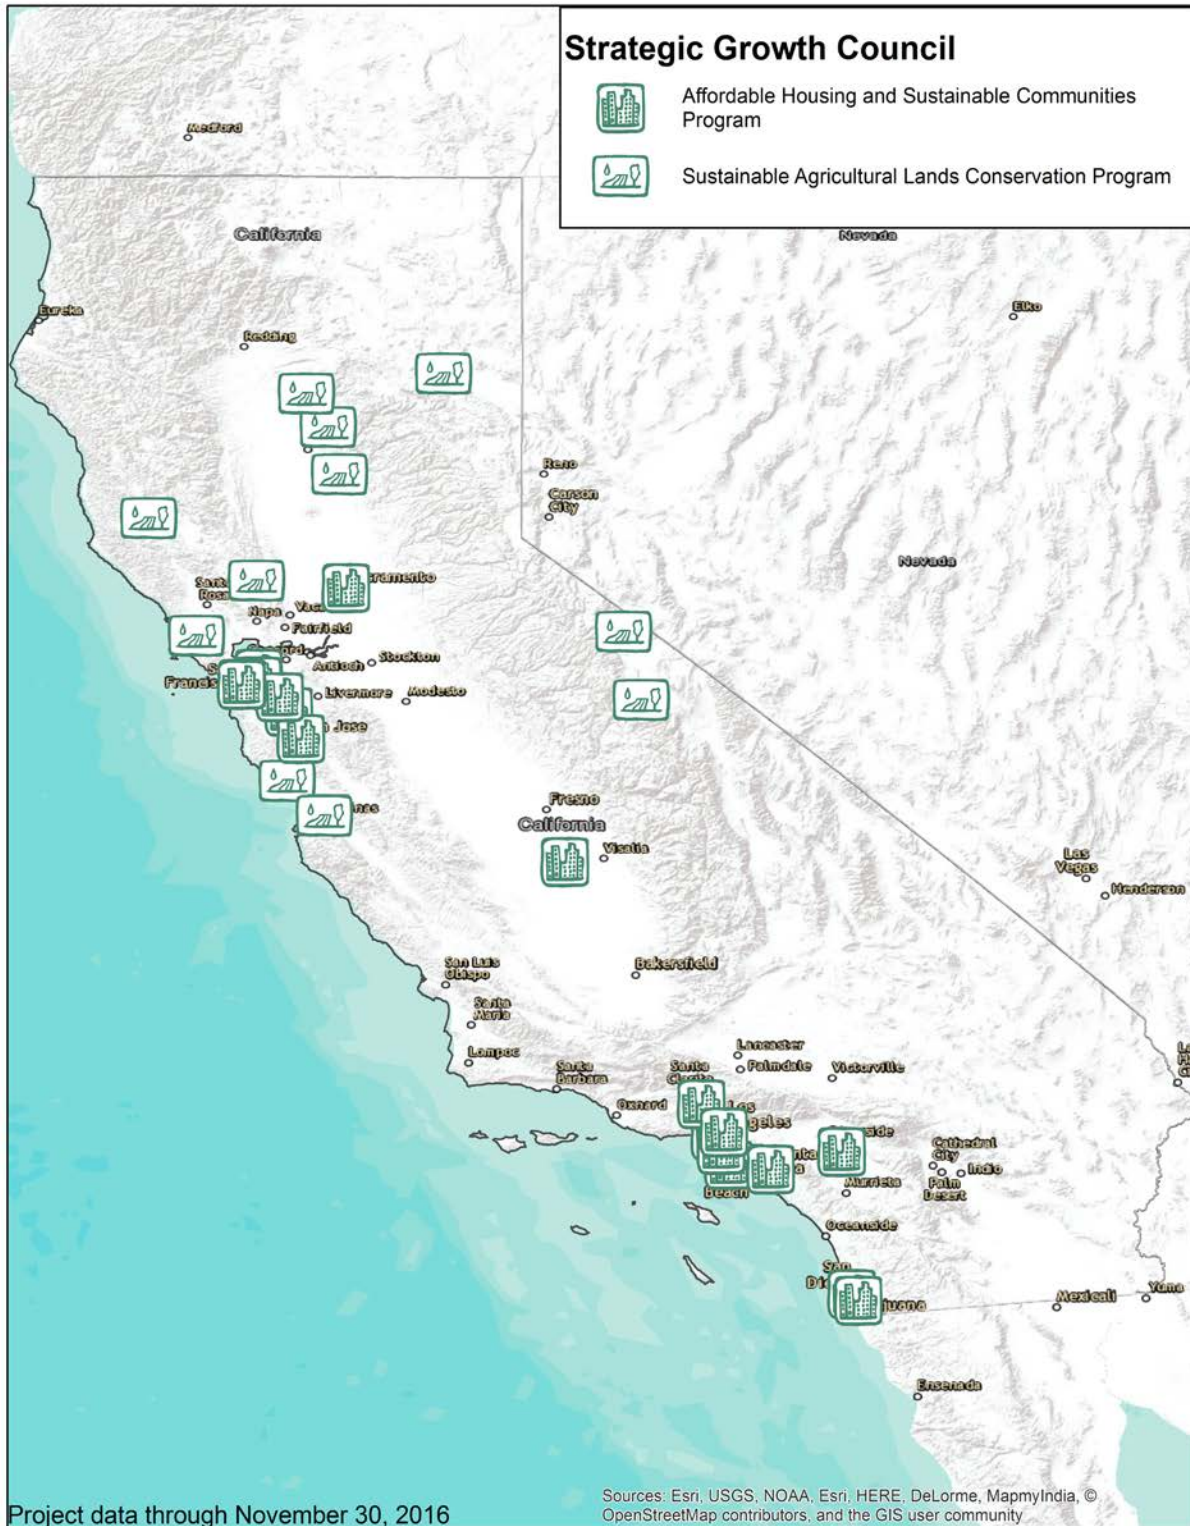 Strategic Growth Council
Affordable Housing and Sustainable Communities
Program
Sustainable Agricultural Lands Conservation Program
Medford
California
Nevada
Eureka
Elko
Redding
Reno
Carson
City
Nevada
Santa
Rosa
Napa
Fairfield
Antioch
Stockton
Livermore
Modesto
Fresno
California
Visalia
Las
Vegas
Henderson
San Luis
Obispo
Bakersfield
Santa
Maria
Lompoc
Lancaster
Palmdale
Victorville
Santa
Barbara
Santa
Oxnard
Los
Cathedral
City
Indio
Palm
Desert
Murrieta
beach
Oceanside
San
Mexicali
Yuma
Ensenada
Project data through November 30, 2016
Sources: Esri, USGS, NOAA, Esri, HERE, DeLorme, MapmyIndia, ©
OpenStreetMap contributors, and the GIS user community